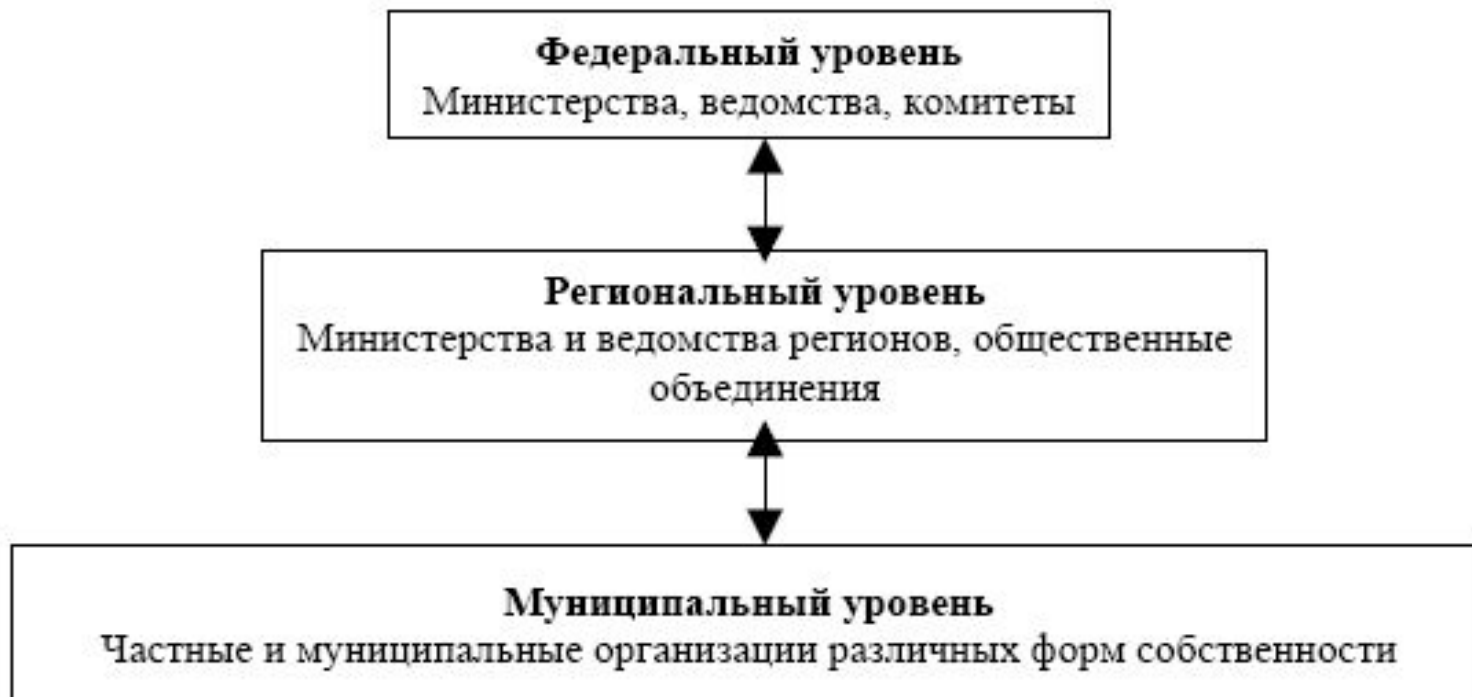 Федеральный уровень
Министерства, ведомства, комитеты
Региональный уровень
Министерства и ведомства регионов, общественные
объединения
Муниципальный уровень
Частные и муниципальные организации различных форм собственности